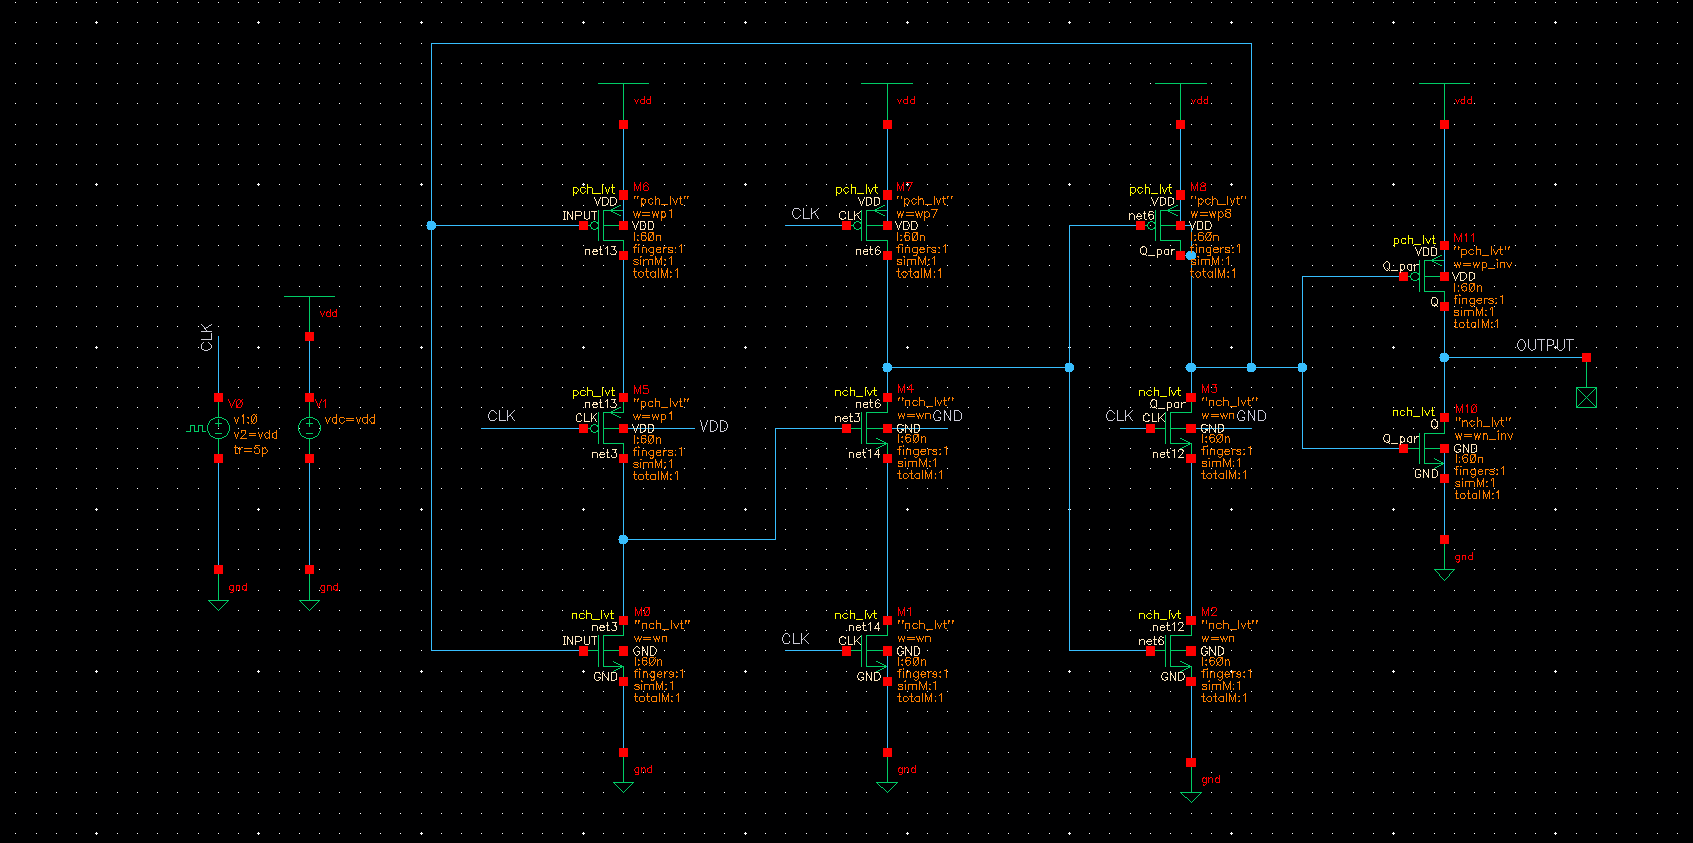 CLK
V0
v1:0
v2=vdd
tr=5p
gnd
vdd
V1
vdc=vdd
gnd
vdd
pch_lvt
M6
VDD
"pch_lvt"
w=wp1
INPUT
VDD
l:60n
fingers:1
net13
simM:1
totalM:1
CLK
pch_lvt
M5
net13
"pch_lvt"
w=wp1
CLK
VDD
VDD
l:60n
fingers:1
net3
simM:1
totalM:1
nch_lvt
M0
net3
"nch_lvt"
w=wn
INPUT
GND
l:60n
fingers:1
GND
simM:1
totalM:1
gnd
vdd
CLK
pch_lvt
M7
VDD
"pch_lvt"
w=wp7
CLK
VDD
l:60n
fingers:1
net6
simM:1
totalM:1
nch_lvt
M4
net6
"nch_lvt"
w=wn
GND
net3
GND
l:60n
fingers:1
net14
simM:1
totalM:1
CLK
nch_lvt
M1
net14
"nch_lvt"
w=wn
CLK
GND
l:60n
fingers:1
GND
simM:1
totalM:1
gnd
vdd
pch_lvt
M8
VDD
"pch_lvt"
w=wp8
net6
VDD
l:60n
fingers:1
Q_par
simM:1
totalM:1
CLK
nch_lvt
M3
Q_par
"nch_lvt"
w=wn
GND
CLK
GND
l:60n
fingers:1
net12
simM:1
totalM:1
nch_lvt
M2
net12
"nch_lvt"
w=wn
net6
GND
l:60n
fingers:1
GND
simM:1
totalM:1
gnd
vdd
pch_lvt
M11
VDD
"pch_lvt"
w=wp_inv
Q_par
VDD
l:60n
fingers:1
Q
simM:1
totalM:1
OUTPUT
nch_lvt
M10
Q
"nch_lvt"
w=wn_inv
Q_par
GND
l:60n
fingers:1
GND
simM:1
totalM:1
gnd